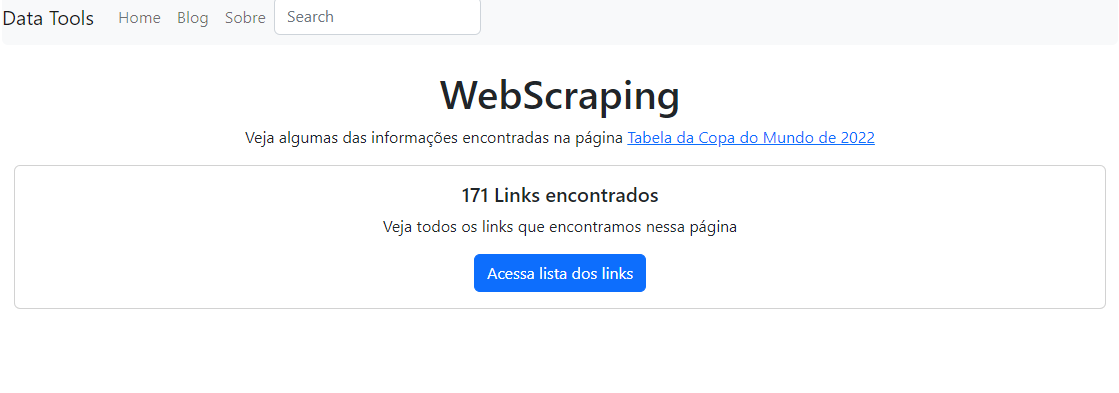 Data Tools Home Blog Sobre Search
WebScraping
Veja algumas das informações encontradas na página Tabela da Copa do Mundo de 2022
171 Links encontrados
Veja todos os links que encontramos nessa página
Acessa lista dos links